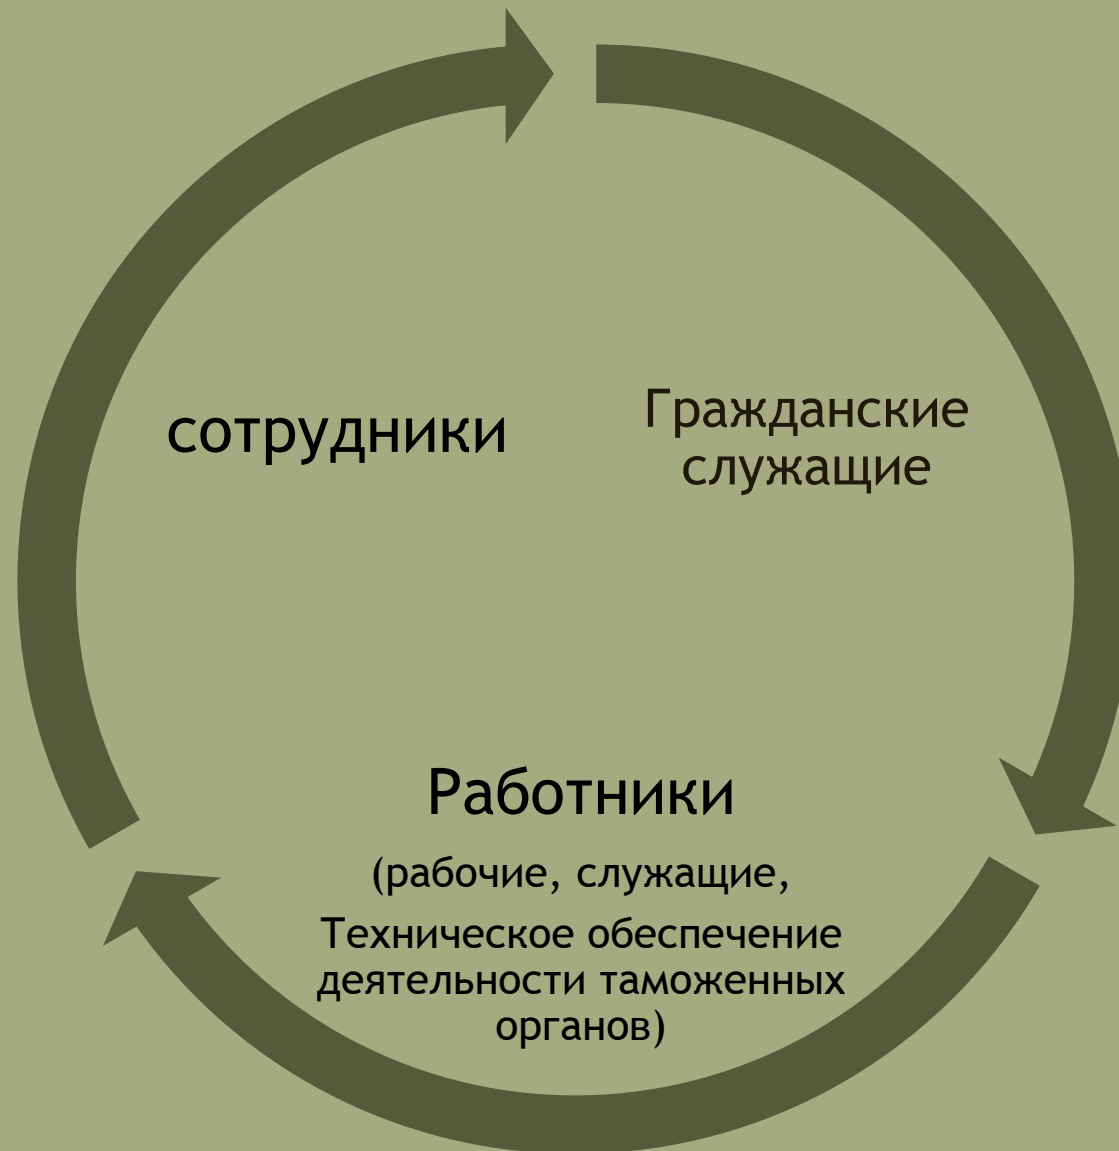 сотрудники
Гражданские
служащие
Работники
(рабочие, служащие,
Техническое обеспечение
деятельности таможенных
органов)